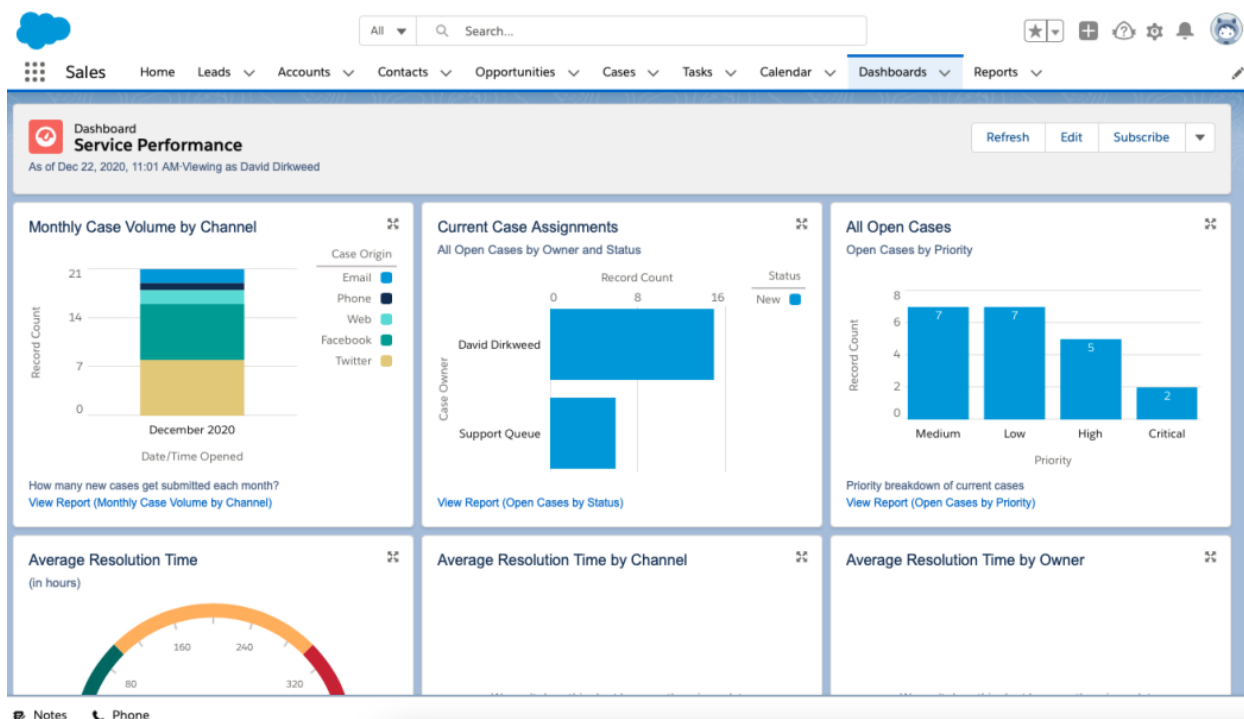 All
Search...
Sales
Home
Leads
Accounts
Contacts
Opportunities
Cases
Tasks
Calendar
Dashboards
Reports
Dashboard
Service Performance
As of Dec 22, 2020, 11:01 AM·Viewing as David Dirkweed
Refresh
Edit
Subscribe
Monthly Case Volume by Channel
Case Origin
Email
Phone
Web
Facebook
Twitter
Record Count
21
14
7
0
December 2020
Date/Time Opened
How many new cases get submitted each month?
View Report (Monthly Case Volume by Channel)
Current Case Assignments
All Open Cases by Owner and Status
Record Count
0 8 16
Status
New
Case Owner
David Dirkweed
Support Queue
View Report (Open Cases by Status)
All Open Cases
Open Cases by Priority
Record Count
8
6
4
2
0
7 7 5 2
Medium Low High Critical
Priority
Priority breakdown of current cases
View Report (Open Cases by Priority)
Average Resolution Time
(in hours)
80 160 240 320
Average Resolution Time by Channel
Average Resolution Time by Owner
Notes
Phone